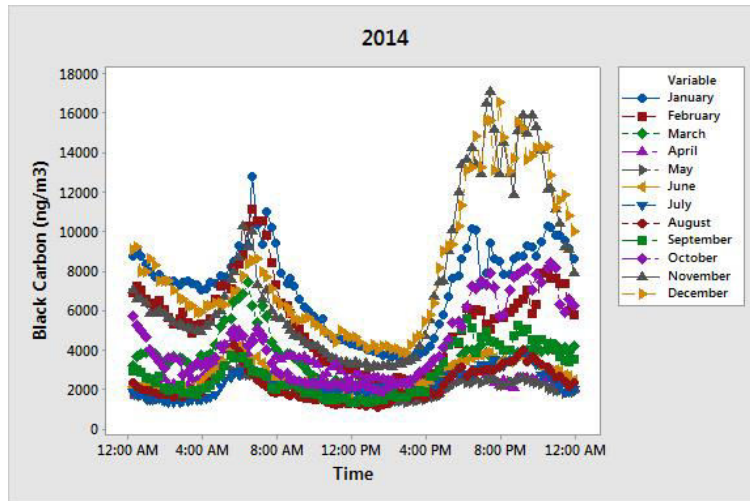 2014
Black Carbon (ng/m3)
18000
16000
14000
12000
10000
8000
6000
4000
2000
0
12:00 AM 4:00 AM 8:00 AM 12:00 PM 4:00 PM 8:00 PM 12:00 AM
Time
Variable
January
February
March
April
May
June
July
August
September
October
November
December